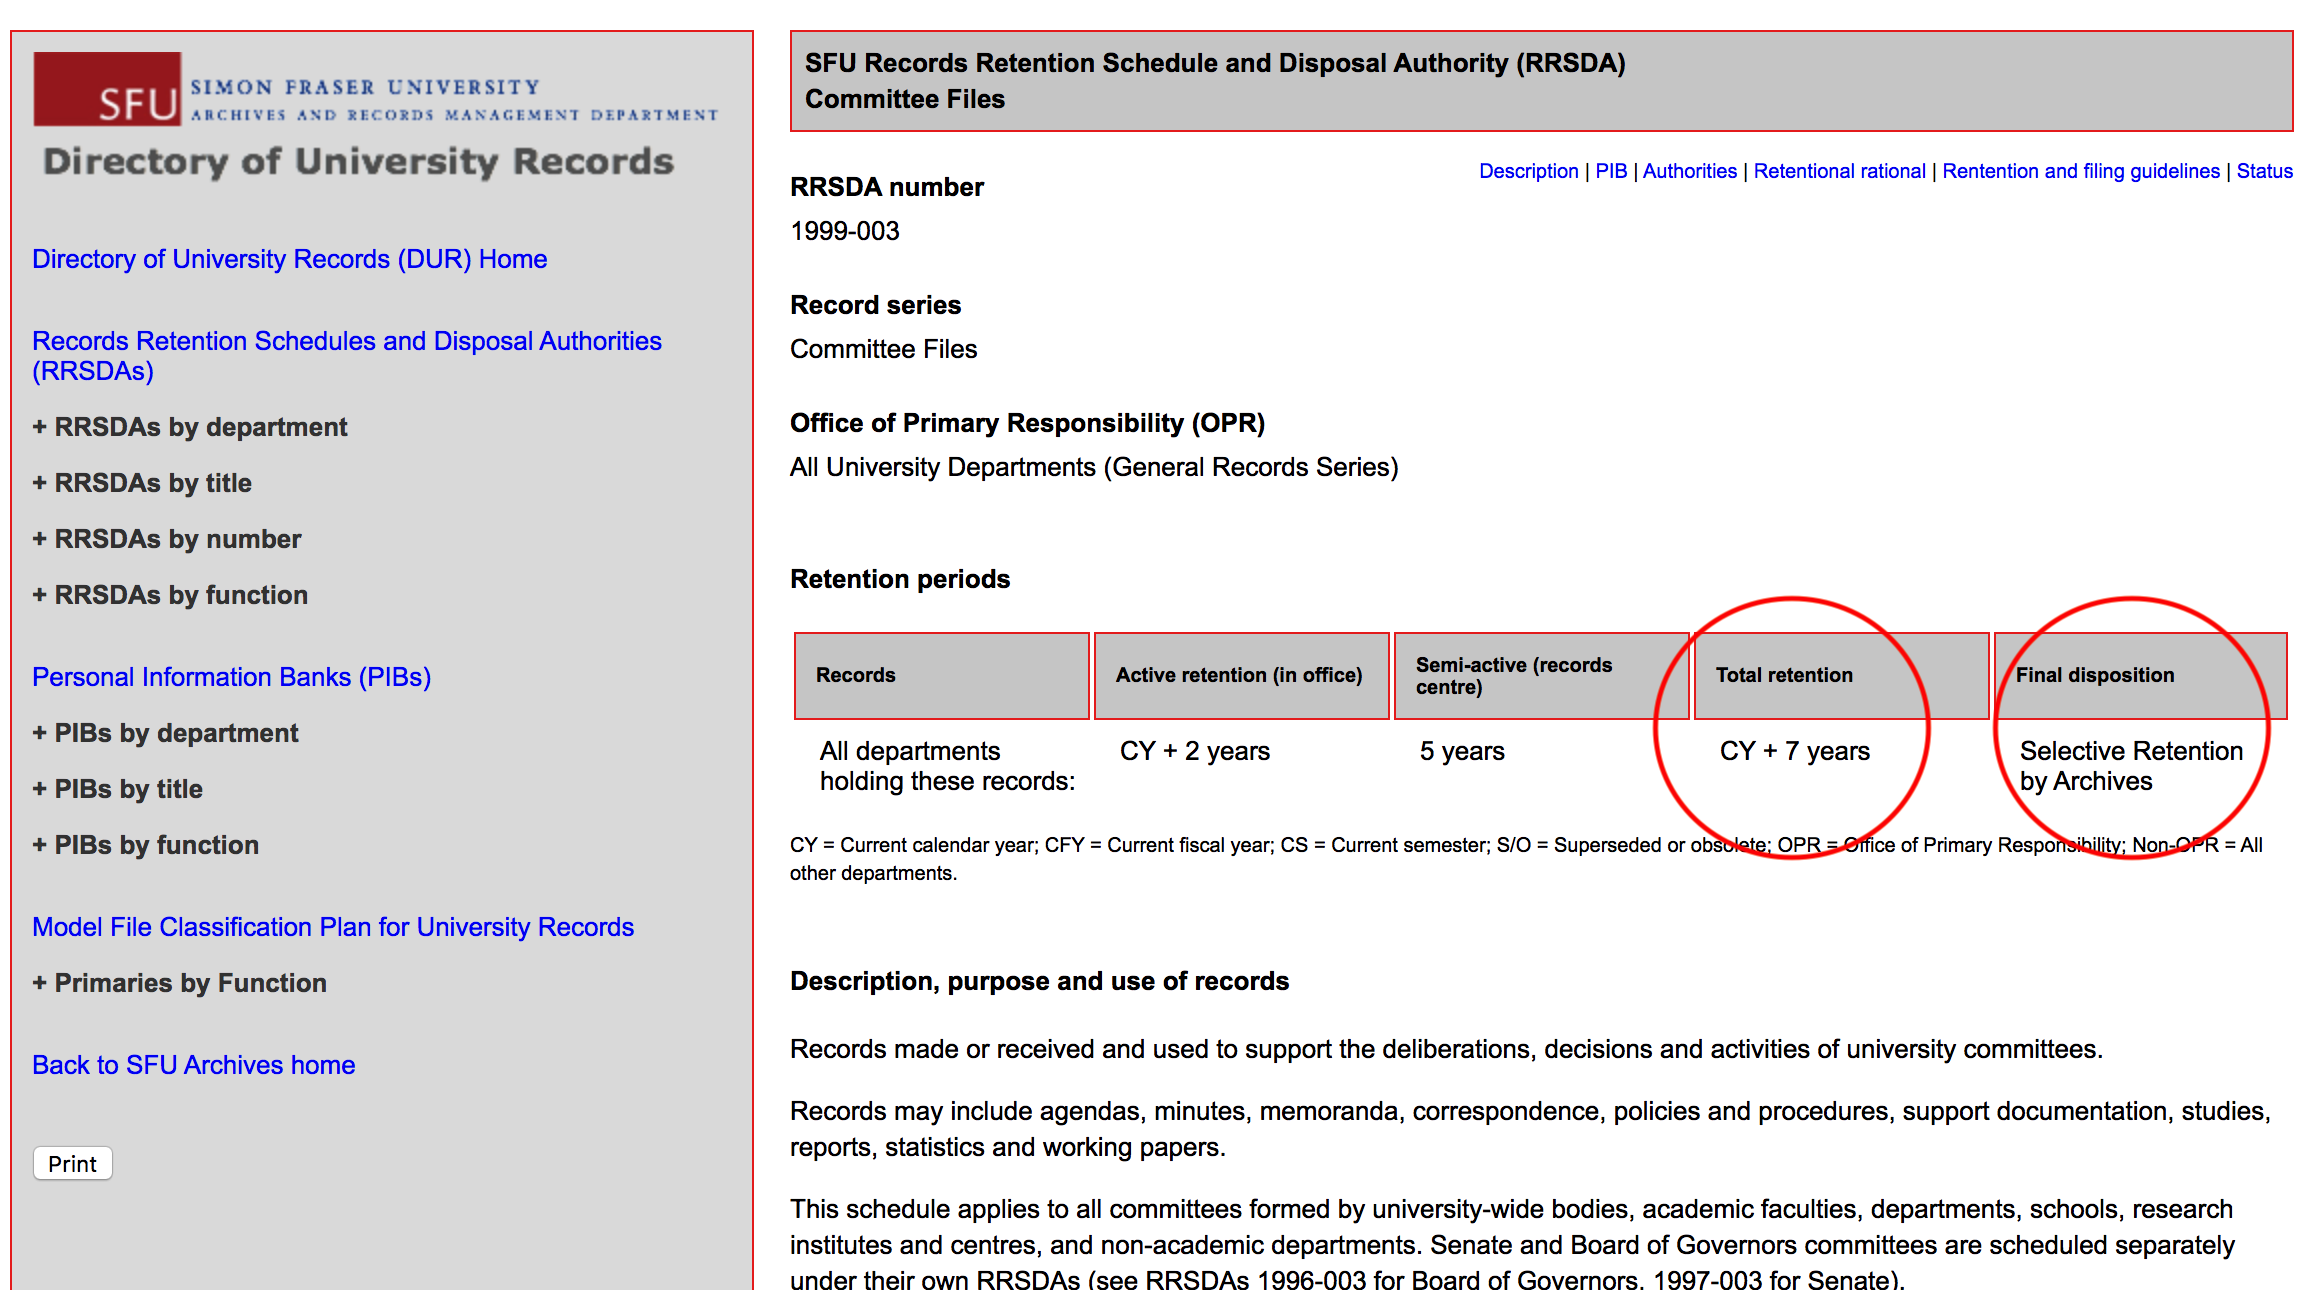 SFU SIMON FRASER UNIVERSITY
ARCHIVES AND RECORDS MANAGEMENT DEPARTMENT
Directory of University Records
Directory of University Records (DUR) Home
Records Retention Schedules and Disposal Authorities
(RRSDAs)
+ RRSDAs by department
+ RRSDAs by title
+ RRSDAs by number
+ RRSDAs by function
Personal Information Banks (PIBs)
+ PIBs by department
+ PIBs by title
+ PIBs by function
Model File Classification Plan for University Records
+ Primaries by Function
Back to SFU Archives home
Print
SFU Records Retention Schedule and Disposal Authority (RRSDA)
Committee Files
Description | PIB | Authorities | Retentional rational | Rentention and filing guidelines | Status
RRSDA number
1999-003
Record series
Committee Files
Office of Primary Responsibility (OPR)
All University Departments (General Records Series)
Retention periods
Records
Active retention (in office)
Semi-active (records
centre)
Total retention
Final disposition
All departments
holding these records:
CY + 2 years
5 years
CY + 7 years
Selective Retention
by Archives
CY = Current calendar year; CFY = Current fiscal year; CS = Current semester; S/O = Superseded or obsolete; OPR = Office of Primary Responsibility; Non-OPR = All
other departments.
Description, purpose and use of records
Records made or received and used to support the deliberations, decisions and activities of university committees.
Records may include agendas, minutes, memoranda, correspondence, policies and procedures, support documentation, studies,
reports, statistics and working papers.
This schedule applies to all committees formed by university-wide bodies, academic faculties, departments, schools, research
institutes and centres, and non-academic departments. Senate and Board of Governors committees are scheduled separately
under their own RRSDAs (see RRSDAs 1996-003 for Board of Governors, 1997-003 for Senate).